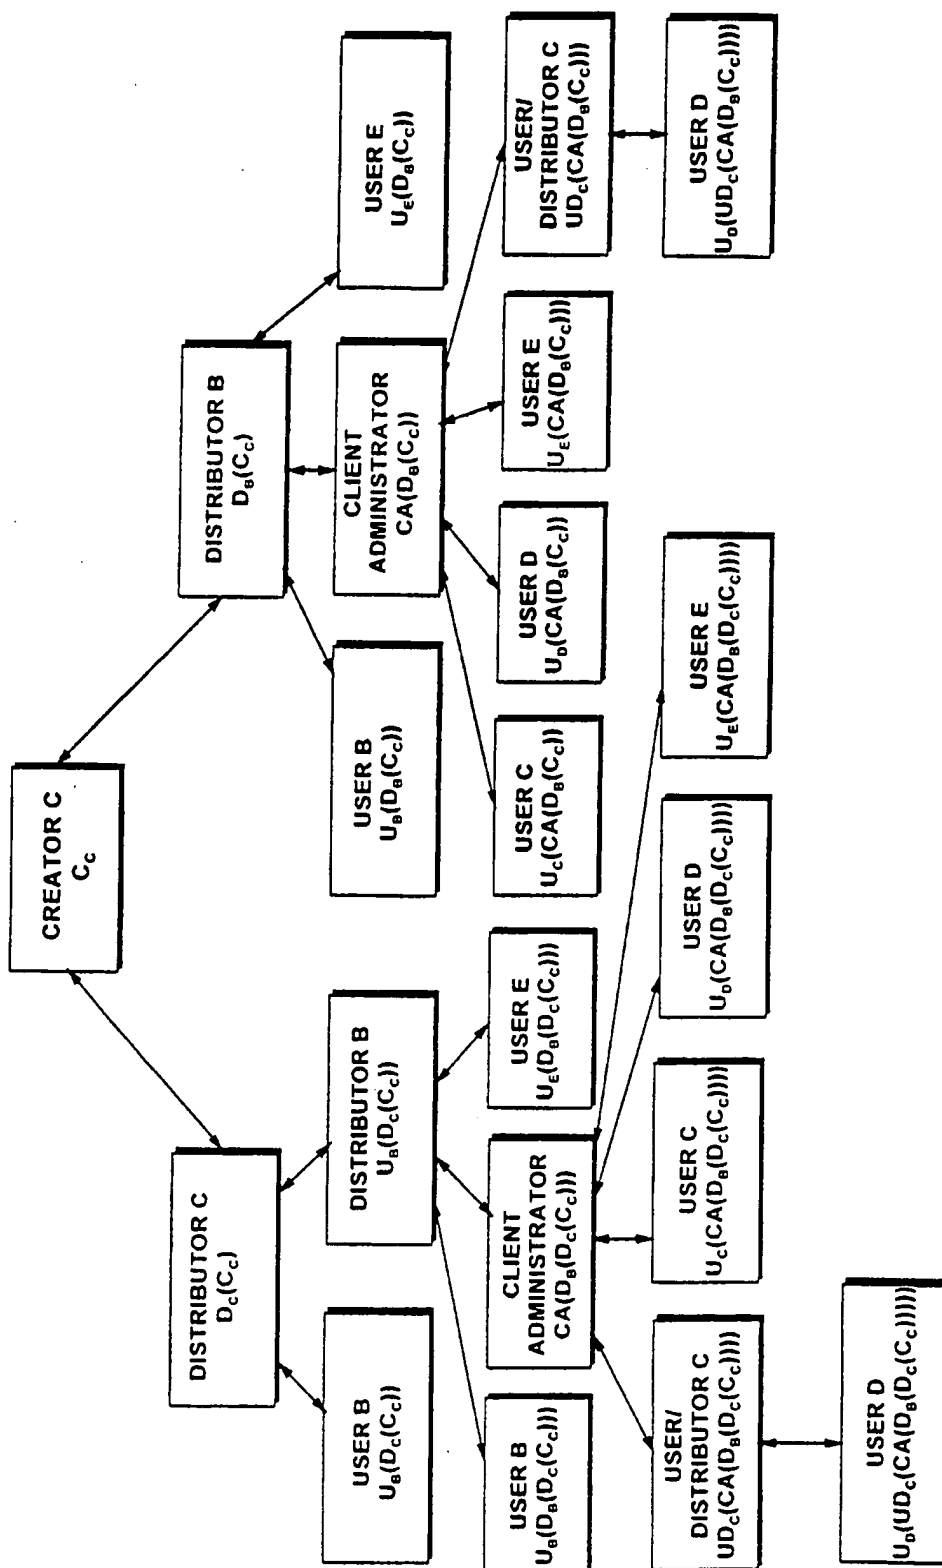 CREATOR C
C_C
DISTRIBUTOR C
D_C(C_C)
DISTRIBUTOR B
D_B(C_C)
USER B
U_B(D_C(C_C))
DISTRIBUTOR B
U_B(D_C(C_C))
USER B
U_B(D_B(C_C))
CLIENT
ADMINISTRATOR
CA(D_B(C_C))
USER E
U_E(D_B(C_C))
USER B
U_B(D_B(D_C(C_C)))
CLIENT
ADMINISTRATOR
CA(D_B(D_C(C_C)))
USER E
U_E(D_B(D_C(C_C)))
USER C
U_C(CA(D_B(C_C))
USER D
U_D(CA(D_B(C_C))
USER E
U_E(CA(D_B(C_C)))
USER/
DISTRIBUTOR C
UD_C(CA(D_B(C_C)))
USER/
DISTRIBUTOR C
UD_C(CA(D_B(D_C(C_C))))
USER C
U_C(CA(D_B(D_C(C_C))))
USER D
U_D(CA(D_B(D_C(C_C))))
USER E
U_E(CA(D_B(D_C(C_C))))
USER D
U_D(UD_C(CA(D_B(C_C))))
USER D
U_D(UD_C(CA(D_B(D_C(C_C)))))